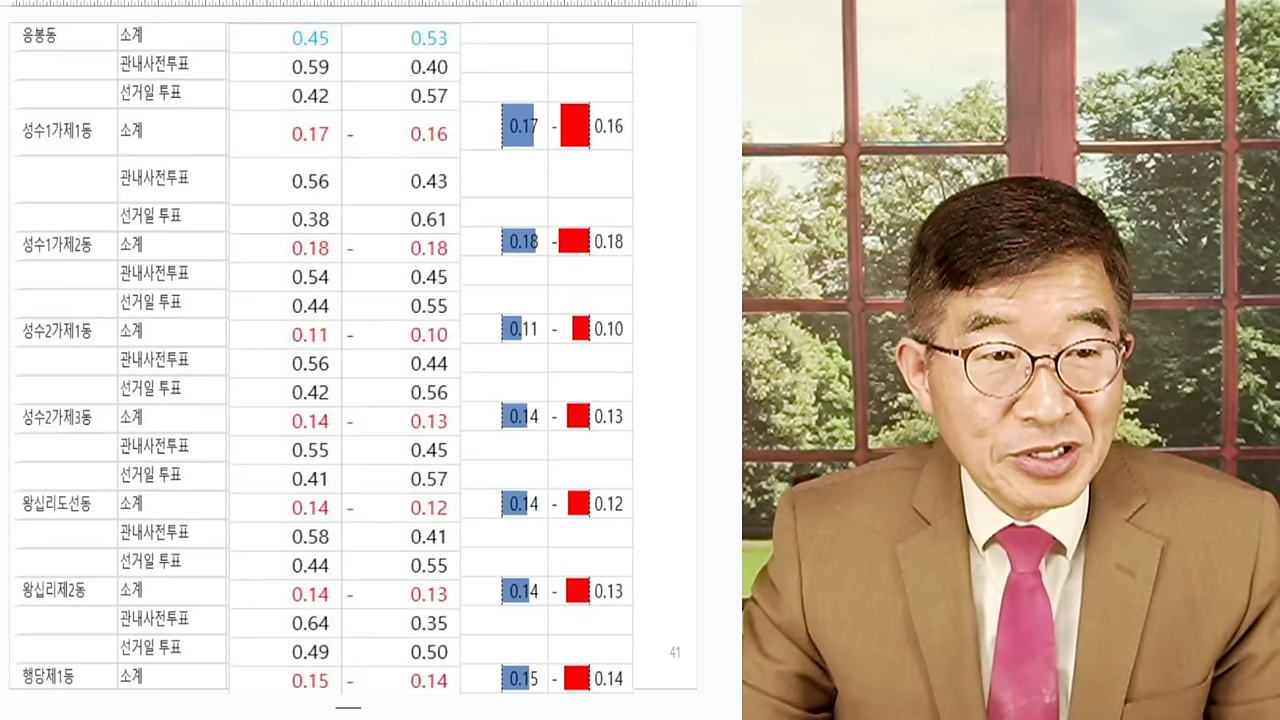 응봉동 소계 0.45 0.53
관내사전투표 0.59 0.40
선거일 투표 0.42 0.57
성수1가제1동 소계 0.17 - 0.16 0.17 - 0.16
관내사전투표 0.56 0.43
선거일 투표 0.38 0.61
성수1가제2동 소계 0.18 - 0.18 0.18 - 0.18
관내사전투표 0.54 0.45
선거일 투표 0.44 0.55
성수2가제1동 소계 0.11 - 0.10 0.11 - 0.10
관내사전투표 0.56 0.44
선거일 투표 0.42 0.56
성수2가제3동 소계 0.14 - 0.13 0.14 - 0.13
관내사전투표 0.55 0.45
선거일 투표 0.41 0.57
왕십리도선동 소계 0.14 - 0.12 0.14 - 0.12
관내사전투표 0.58 0.41
선거일 투표 0.44 0.55
왕십리제2동 소계 0.14 - 0.13 0.14 - 0.13
관내사전투표 0.64 0.35
선거일 투표 0.49 0.50
41
행당제1동 소계 0.15 - 0.14 0.15 - 0.14